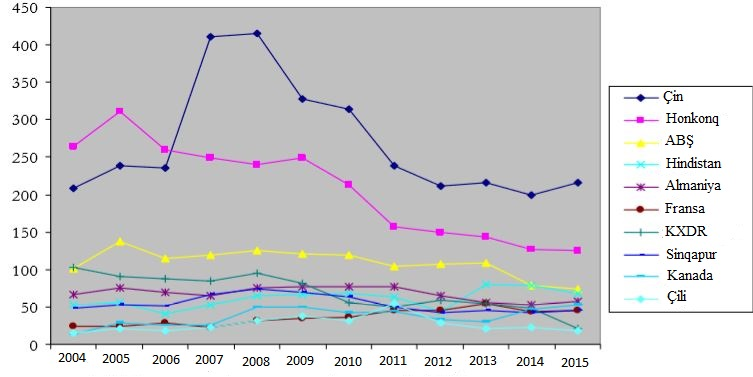 450
400
350
300
250
200
150
100
50
0
2004 2005 2006 2007 2008 2009 2010 2011 2012 2013 2014 2015
Çin
Honkonq
ABŞ
Hindistan
Almaniya
Fransa
KXDR
Sinqapur
Kanada
Çili